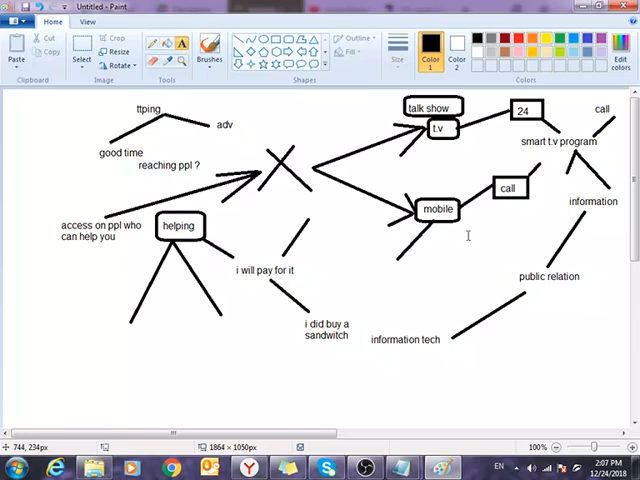 Untitled - Paint
Home
View
Paste
Cut
Copy
Clipboard
Select
Crop
Resize
Rotate
Image
Tools
Brushes
Shapes
Outline
Fill
Size
Color 1
Color 2
Colors
ttping
adv
good time
reaching ppl ?
access on ppl who
can help you
helping
i will pay for it
i did buy a
sandwitch
talk show
t.v
24
call
smart t.v program
call
mobile
information
public relation
information tech
744, 234px
1864 × 1050px
100%
EN
2:07 PM
12/24/2018